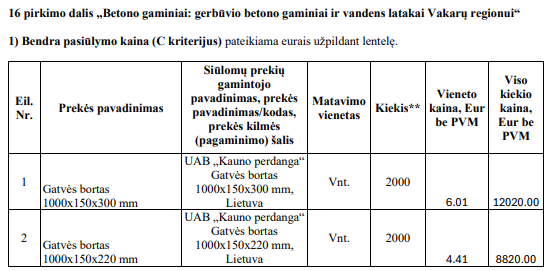 16 pirkimo dalis „Betono gaminiai: gerbūvio betono gaminiai ir vandens latakai Vakarų regionui“
1) Bendra pasiūlymo kaina (C kriterijus) pateikiama eurais užpildant lentelę.
Eil.
Nr.
Prekės pavadinimas
Siūlomų prekių
gamintojo
pavadinimas, prekės
pavadinimas/kodas,
prekės kilmės
(pagaminimo) šalis
Matavimo
vienetas
Kiekis**
Vieneto
kaina, Eur
be PVM
Viso
kiekio
kaina,
Eur be
PVM
1
Gatvės bortas
1000x150x300 mm
UAB „Kauno perdanga“
Gatvės bortas
1000x150x300 mm,
Lietuva
Vnt.
2000
6.01
12020.00
2
Gatvės bortas
1000x150x220 mm
UAB „Kauno perdanga“
Gatvės bortas
1000x150x220 mm,
Lietuva
Vnt.
2000
4.41
8820.00